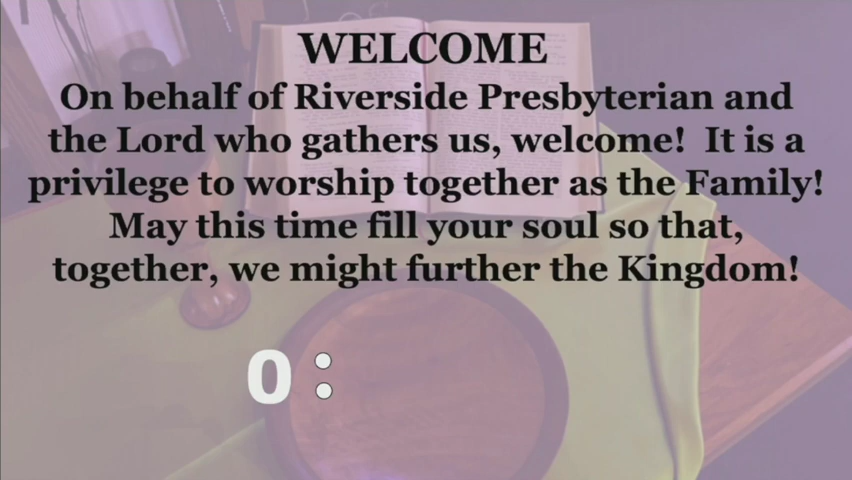 WELCOME
On behalf of Riverside Presbyterian and
the Lord who gathers us, welcome!  It is a
privilege to worship together as the Family!
May this time fill your soul so that,
together, we might further the Kingdom!
0 :